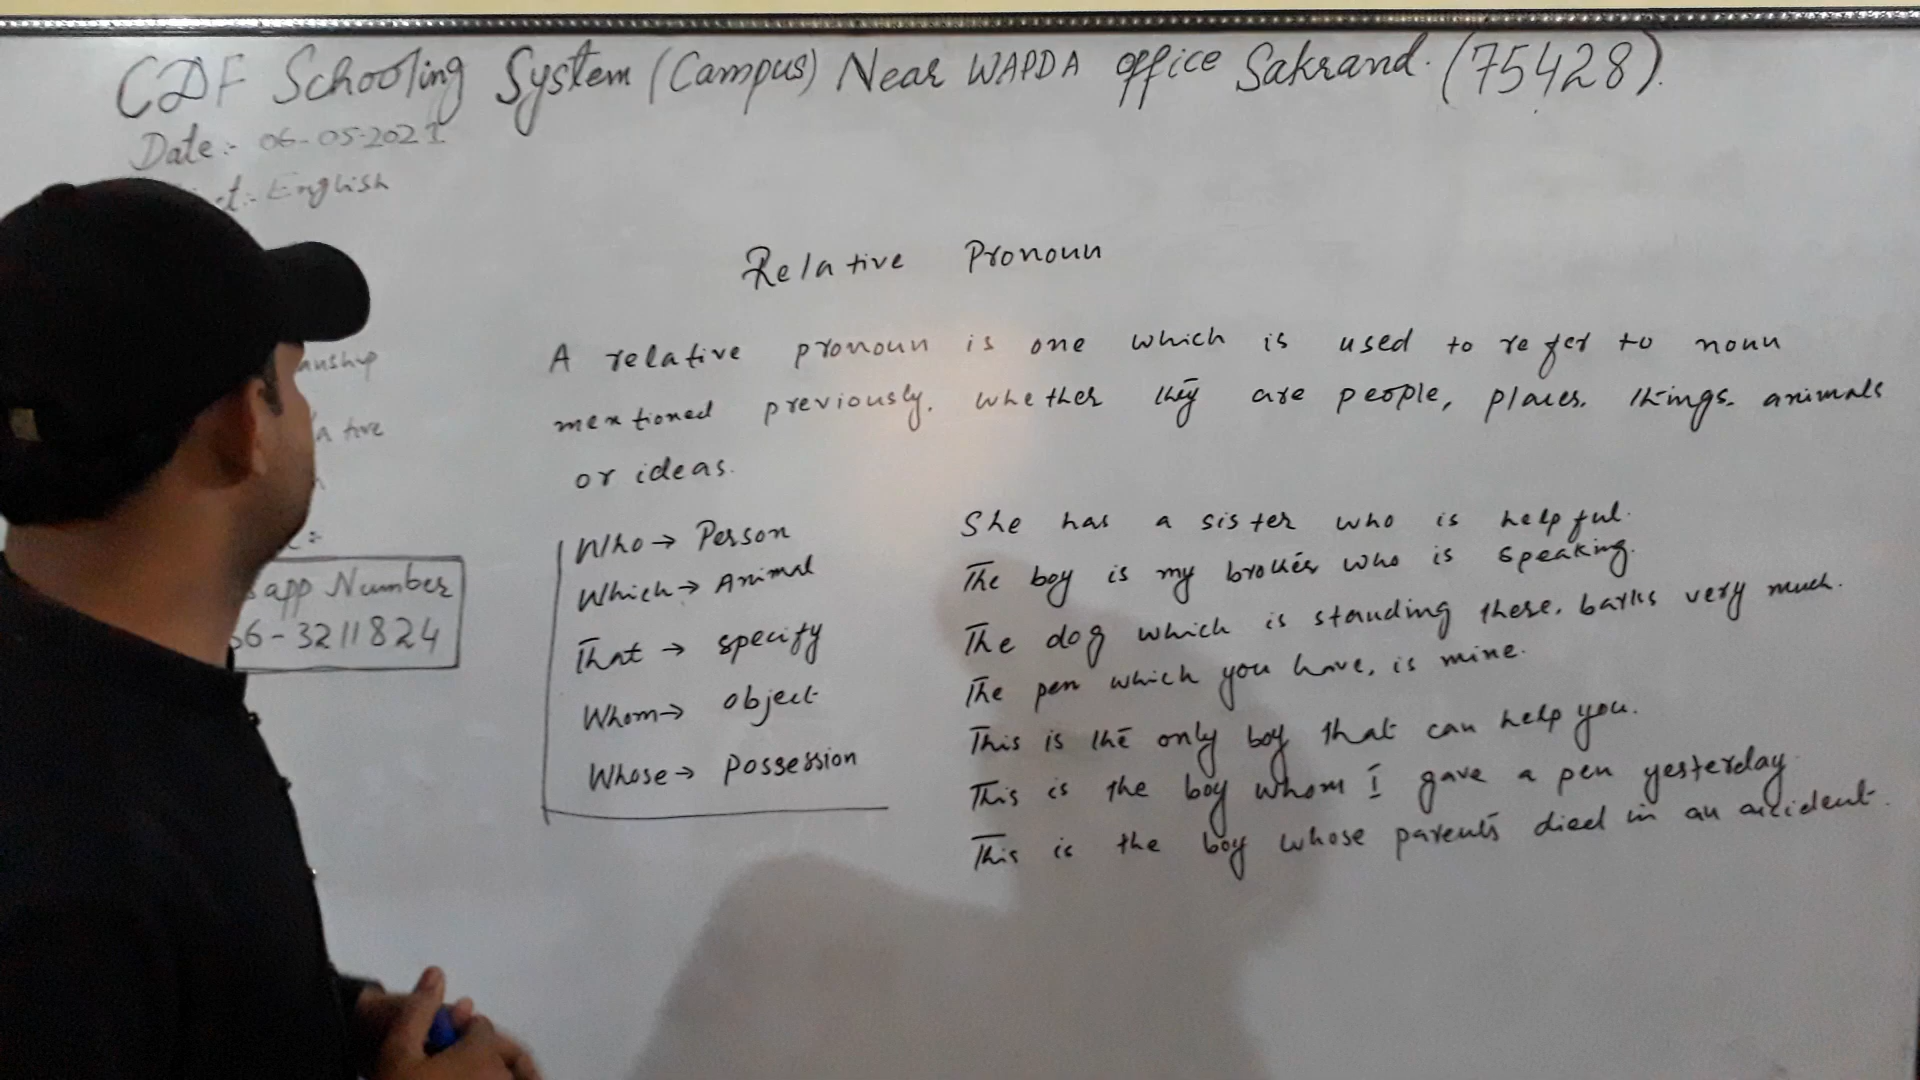 CDF Schooling System (Campus) Near WAPDA office Sakrand. (75428).
Date:- 06-05-2021
English
Relative Pronoun
A relative pronoun is one which is used to refer to noun
mentioned previously. whether they are people, places. things. animals
or ideas.
Who → Person
Which → Animal
That → specify
Whom → object
Whose → possession
She has a sister who is helpful.
The boy is my brother who is speaking.
The dog which is standing there. barks very much.
The pen which you have, is mine.
This is the only boy that can help you.
This is the boy whom I gave a pen yesterday.
This is the boy whose parents died in an accident.
Number
6-3211824